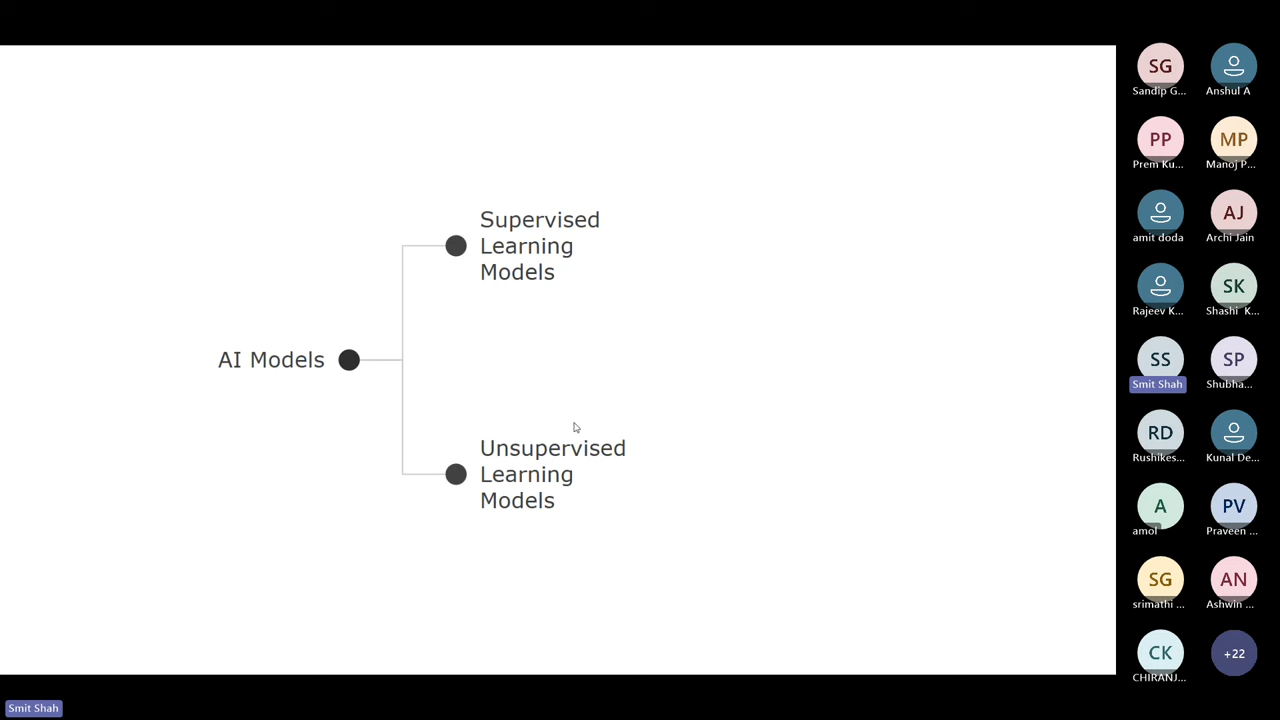 Supervised
Learning
Models
AI Models
Unsupervised
Learning
Models
SG
Sandip G...
Anshul A
PP
Prem Ku...
MP
Manoj P...
amit doda
AJ
Archi Jain
Rajeev K...
SK
Shashi K...
SS
Smit Shah
SP
Shubha...
RD
Rushikes...
Kunal De...
A
amol
PV
Praveen ...
SG
srimathi ...
AN
Ashwin ...
CK
CHIRANJ...
+22
Smit Shah